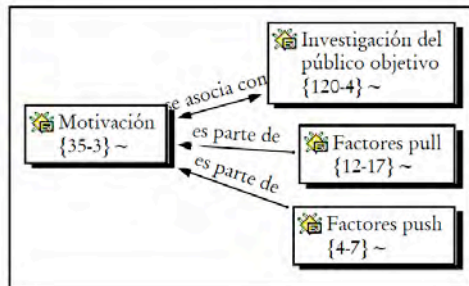 Investigación del
público objetivo
{120-4} ~
se asocia con
Motivación
{35-3} ~
es parte de
Factores pull
{12-17} ~
es parte de
Factores push
{4-7} ~